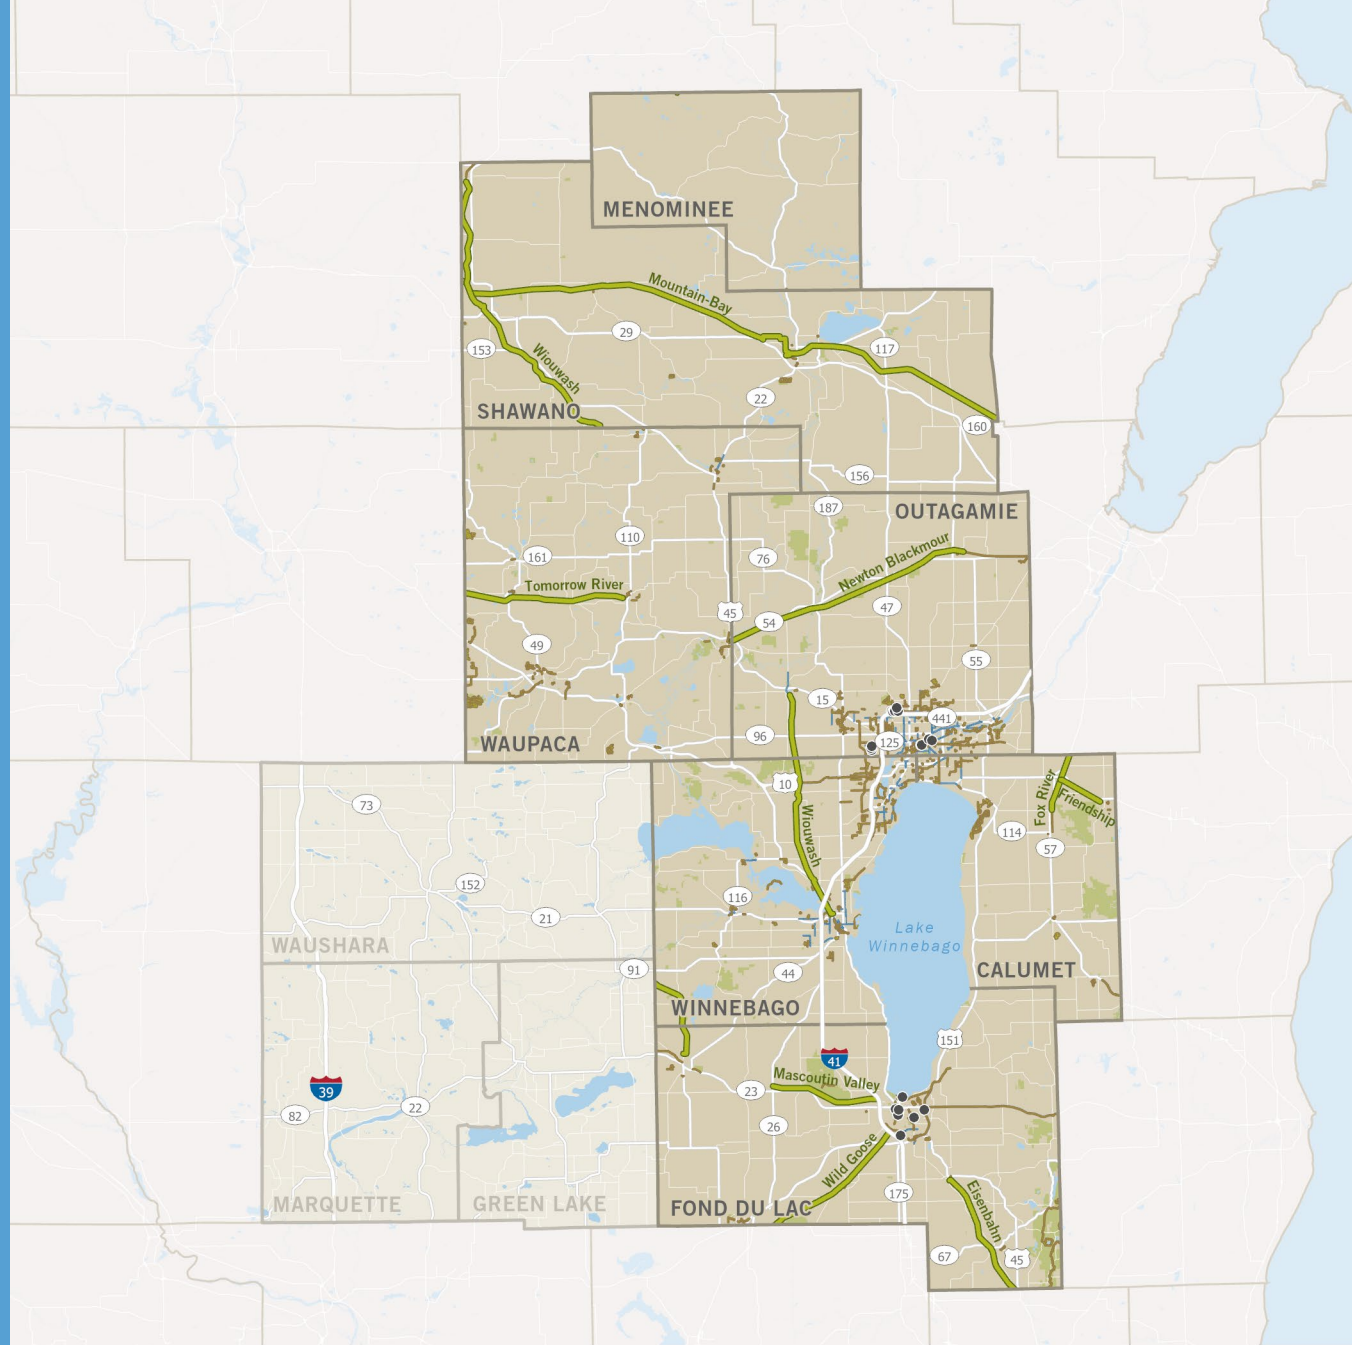 MENOMINEE
Mountain-Bay
29
153
Wiouwash
117
22
SHAWANO
160
156
187
OUTAGAMIE
110
161
76
Newton Blackmour
Tomorrow River
45
54
47
49
55
15
441
96
125
WAUPACA
10
Fox River
Friendship
73
Wiouwash
114
57
152
116
21
Lake
Winnebago
WAUSHARA
91
44
CALUMET
WINNEBAGO
151
41
39
Mascoutin Valley
23
82
22
26
Wild Goose
175
Eisenbahn
MARQUETTE
GREEN LAKE
FOND DU LAC
67
45